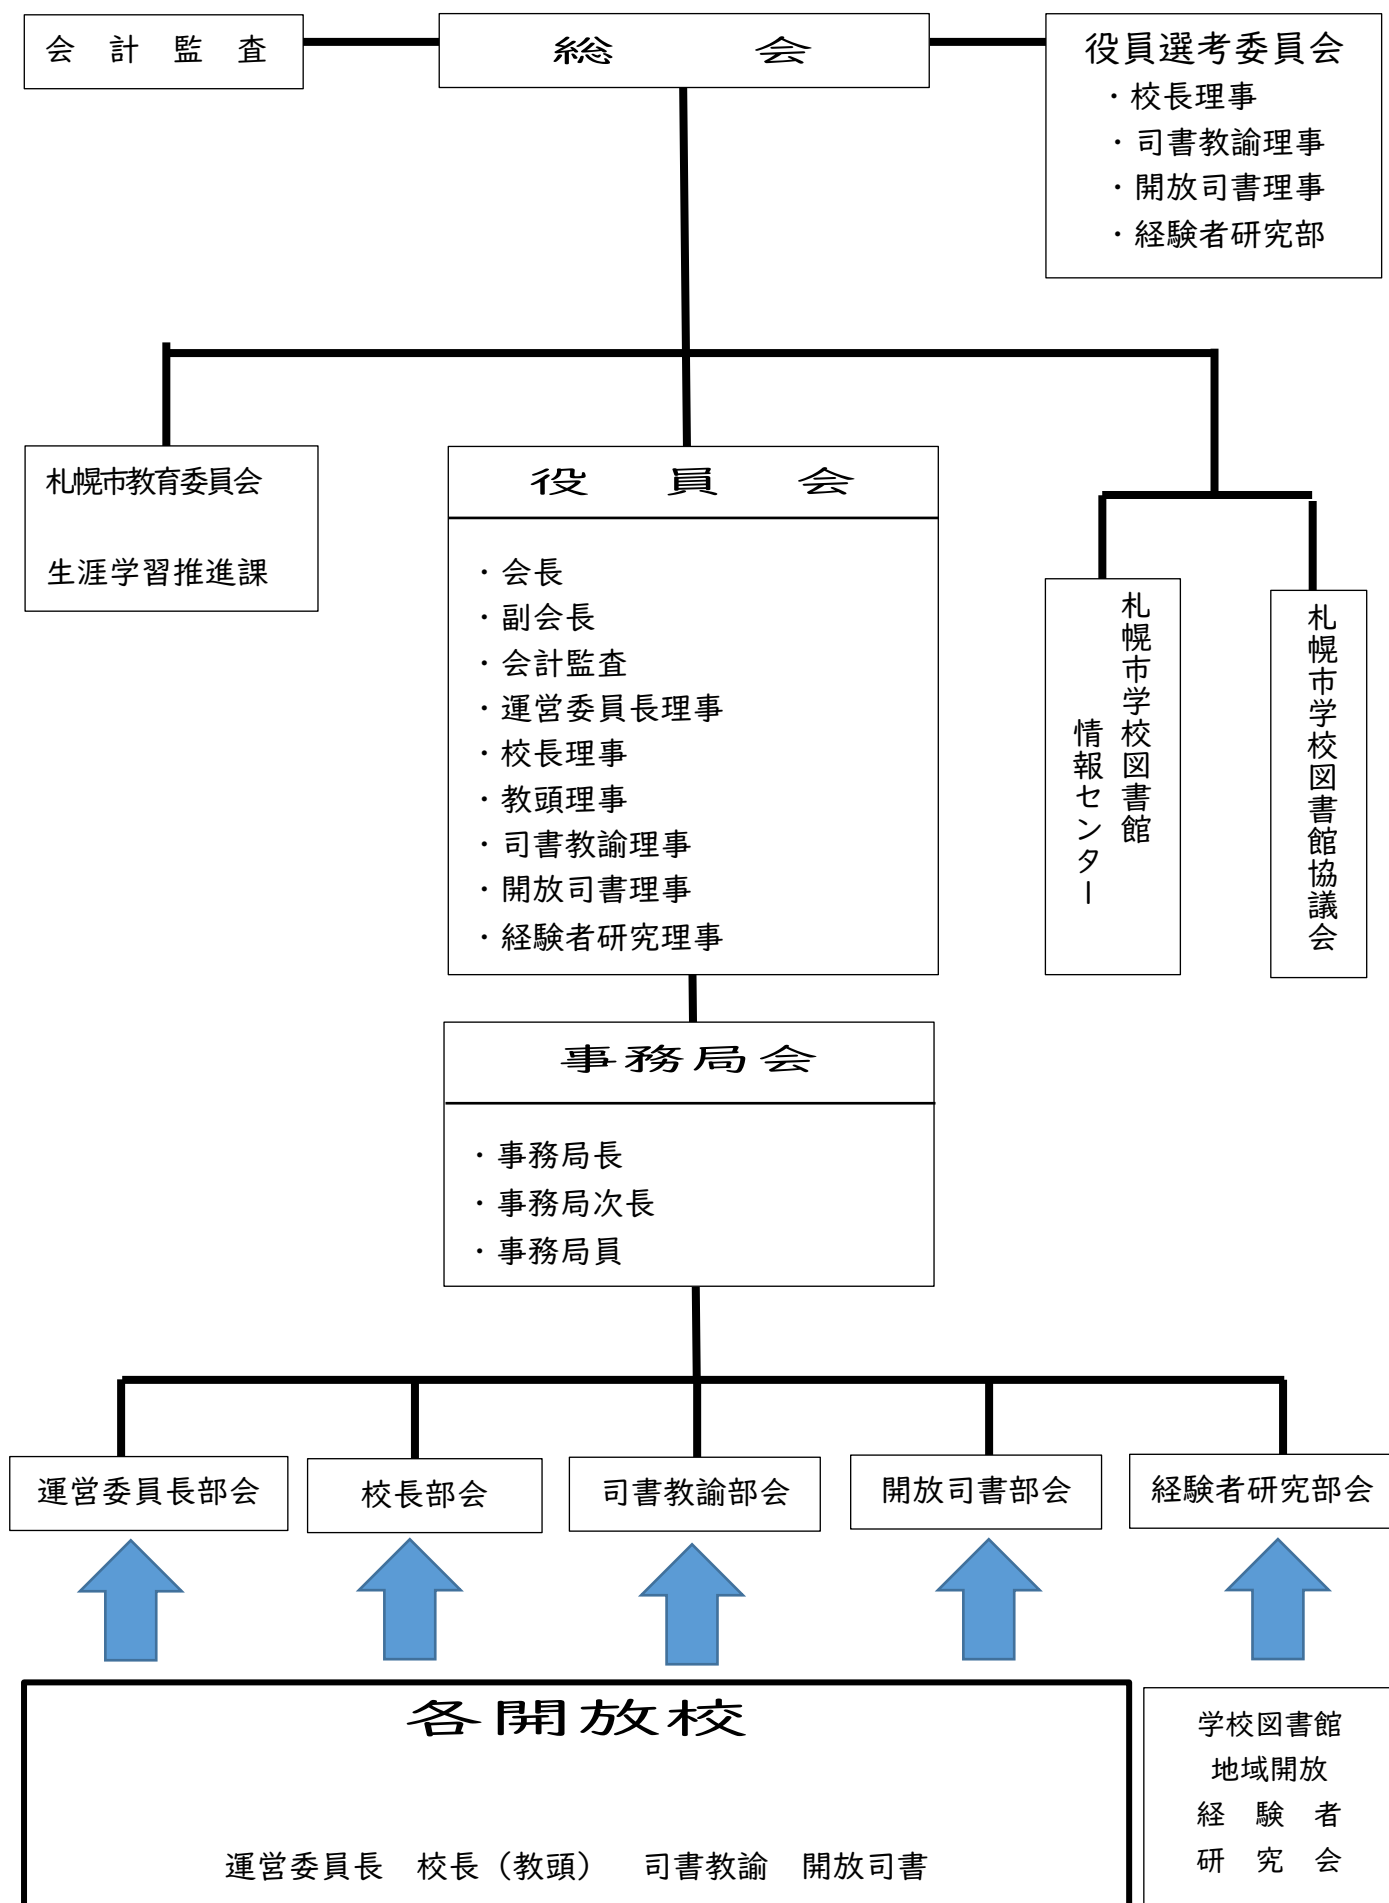 会　計　監　査
総　　　会
役員選考委員会
・校長理事
・司書教諭理事
・開放司書理事
・経験者研究部
札幌市教育委員会
生涯学習推進課
役　員　会
・会長
・副会長
・会計監査
・運営委員長理事
・校長理事
・教頭理事
・司書教諭理事
・開放司書理事
・経験者研究理事
札幌市学校図書館
情報センター
札幌市学校図書館協議会
事務局会
・事務局長
・事務局次長
・事務局員
運営委員長部会
校長部会
司書教諭部会
開放司書部会
経験者研究部会
各開放校
運営委員長　校長（教頭）　司書教諭　開放司書
学校図書館
地域開放
経　験　者
研　究　会